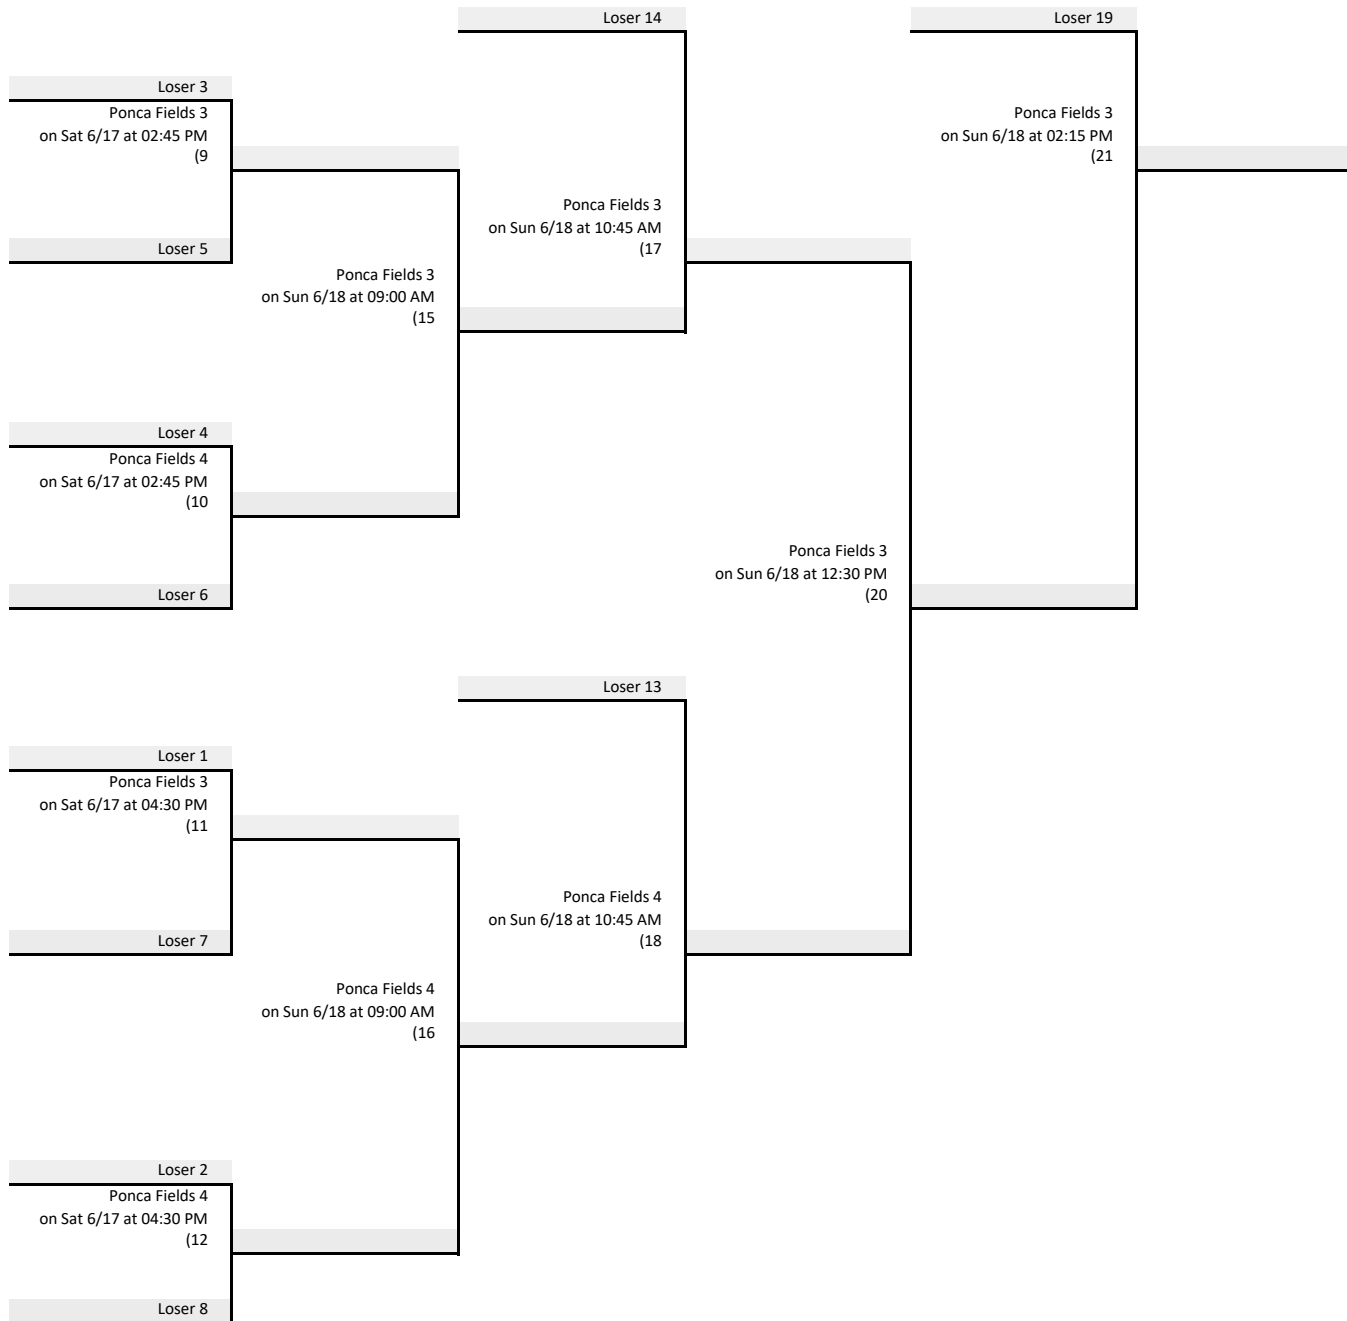 Loser 14
Loser 19
Loser 3
Ponca Fields 3
on Sat 6/17 at 02:45 PM
(9
Ponca Fields 3
on Sun 6/18 at 02:15 PM
(21
Ponca Fields 3
on Sun 6/18 at 10:45 AM
(17
Loser 5
Ponca Fields 3
on Sun 6/18 at 09:00 AM
(15
Loser 4
Ponca Fields 4
on Sat 6/17 at 02:45 PM
(10
Ponca Fields 3
on Sun 6/18 at 12:30 PM
(20
Loser 6
Loser 13
Loser 1
Ponca Fields 3
on Sat 6/17 at 04:30 PM
(11
Ponca Fields 4
on Sun 6/18 at 10:45 AM
(18
Loser 7
Ponca Fields 4
on Sun 6/18 at 09:00 AM
(16
Loser 2
Ponca Fields 4
on Sat 6/17 at 04:30 PM
(12
Loser 8